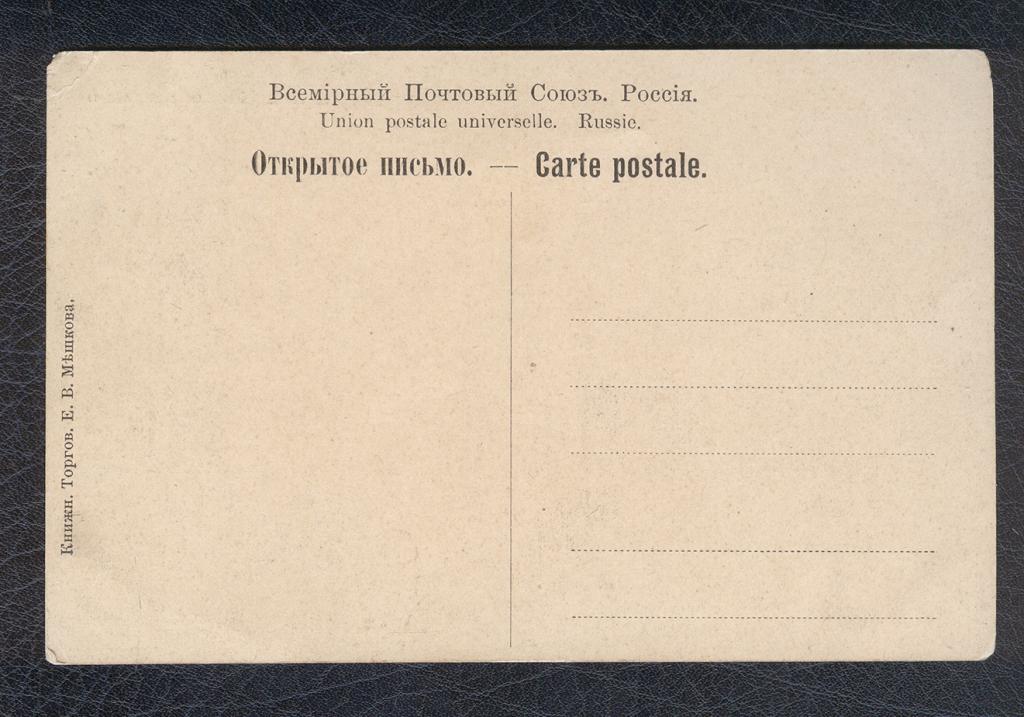 Всемірный Почтовый Союзъ. Россія.
Union postale universelle. Russie.
Открытое письмо. — Carte postale.
Книжн. Торгов. Е. В. Мѣшкова.